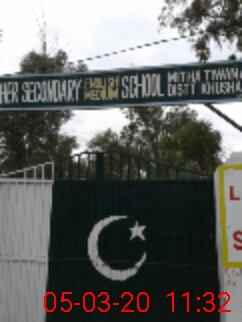 HER SECONDARY ENGLISH MEDIUM SCHOOL MITHA TIWANA
DISTT KHUSHA
L
S
05-03-20 11:32